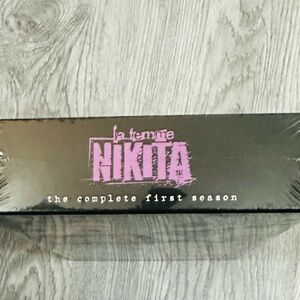 la femme
NIKITA
the complete first season